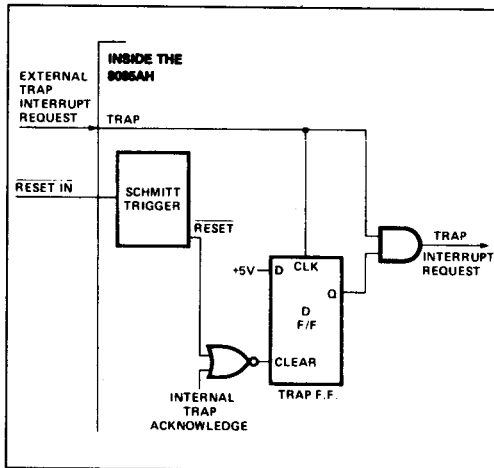 INSIDE THE
8085AH
EXTERNAL
TRAP
INTERRUPT
REQUEST
TRAP
RESET IN
SCHMITT
TRIGGER
RESET
TRAP
INTERRUPT
REQUEST
+5V
D
CLK
Q
D
F/F
CLEAR
TRAP F.F.
INTERNAL
TRAP
ACKNOWLEDGE